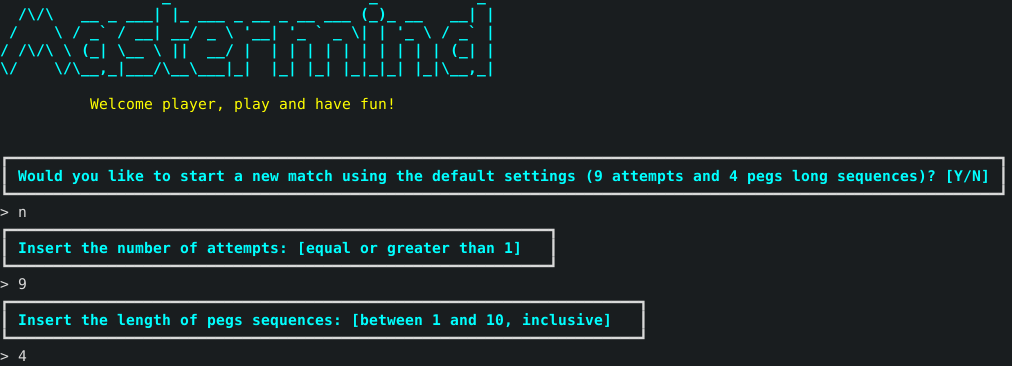 Mastermind
Welcome player, play and have fun!
Would you like to start a new match using the default settings (9 attempts and 4 pegs long sequences)? [Y/N]
> n
Insert the number of attempts: [equal or greater than 1]
> 9
Insert the length of pegs sequences: [between 1 and 10, inclusive]
> 4